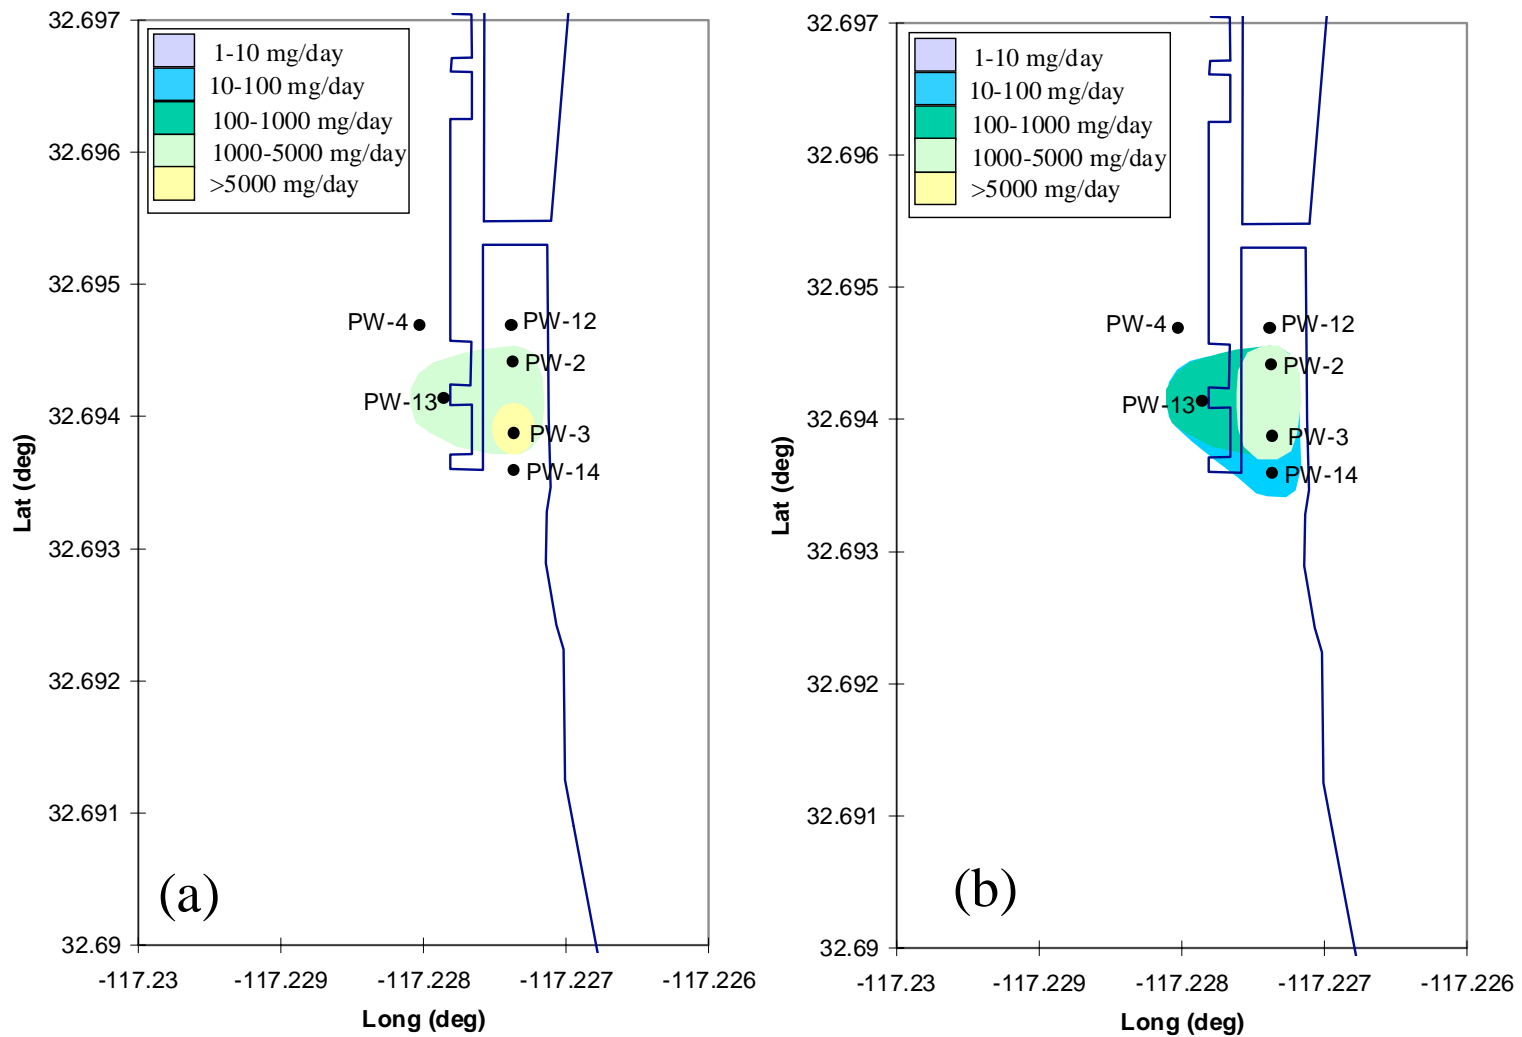 32.697
32.696
32.695
32.694
32.693
32.692
32.691
32.69
Lat (deg)
1-10 mg/day
10-100 mg/day
100-1000 mg/day
1000-5000 mg/day
>5000 mg/day
PW-4
PW-12
PW-2
PW-13
PW-3
PW-14
(a)
-117.23
-117.229
-117.228
-117.227
-117.226
Long (deg)
32.697
32.696
32.695
32.694
32.693
32.692
32.691
32.69
Lat (deg)
1-10 mg/day
10-100 mg/day
100-1000 mg/day
1000-5000 mg/day
>5000 mg/day
PW-4
PW-12
PW-2
PW-13
PW-3
PW-14
(b)
-117.23
-117.229
-117.228
-117.227
-117.226
Long (deg)